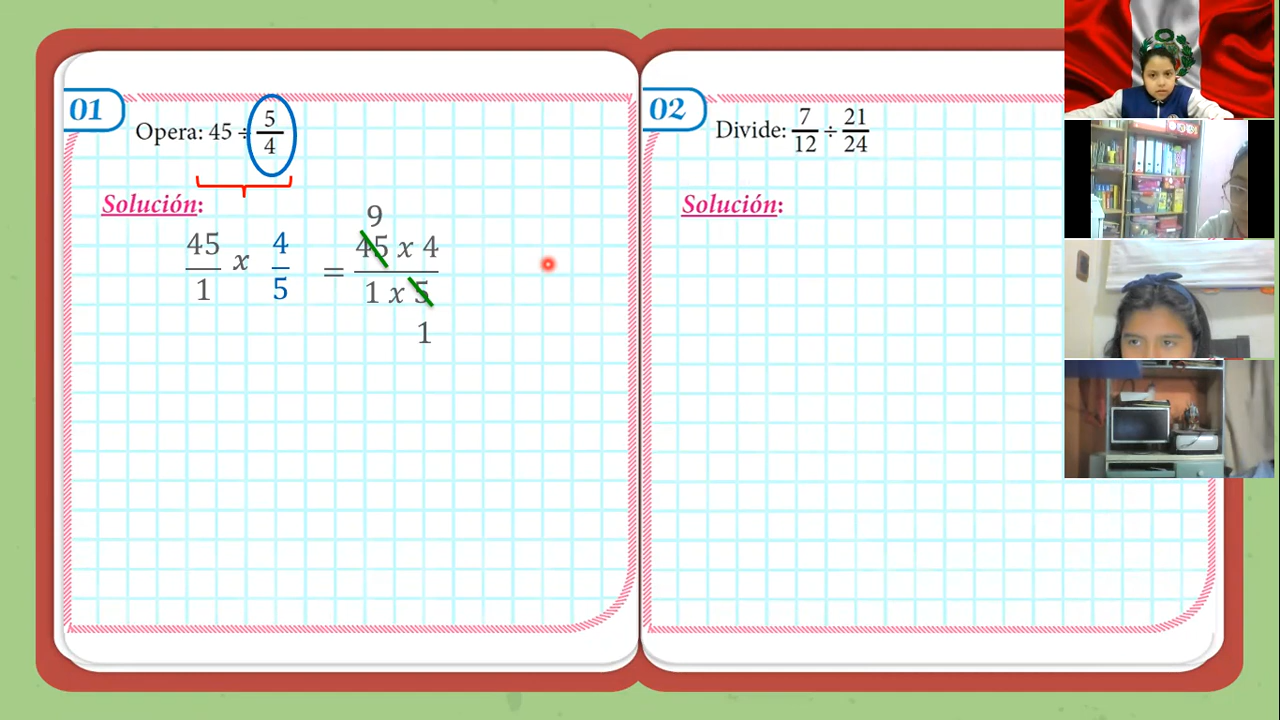 01
Opera: 45 ÷ 5/4
Solución:
45/1 x 4/5 = 45 x 4 / 1 x 5
9
1
02
Divide: 7/12 ÷ 21/24
Solución: